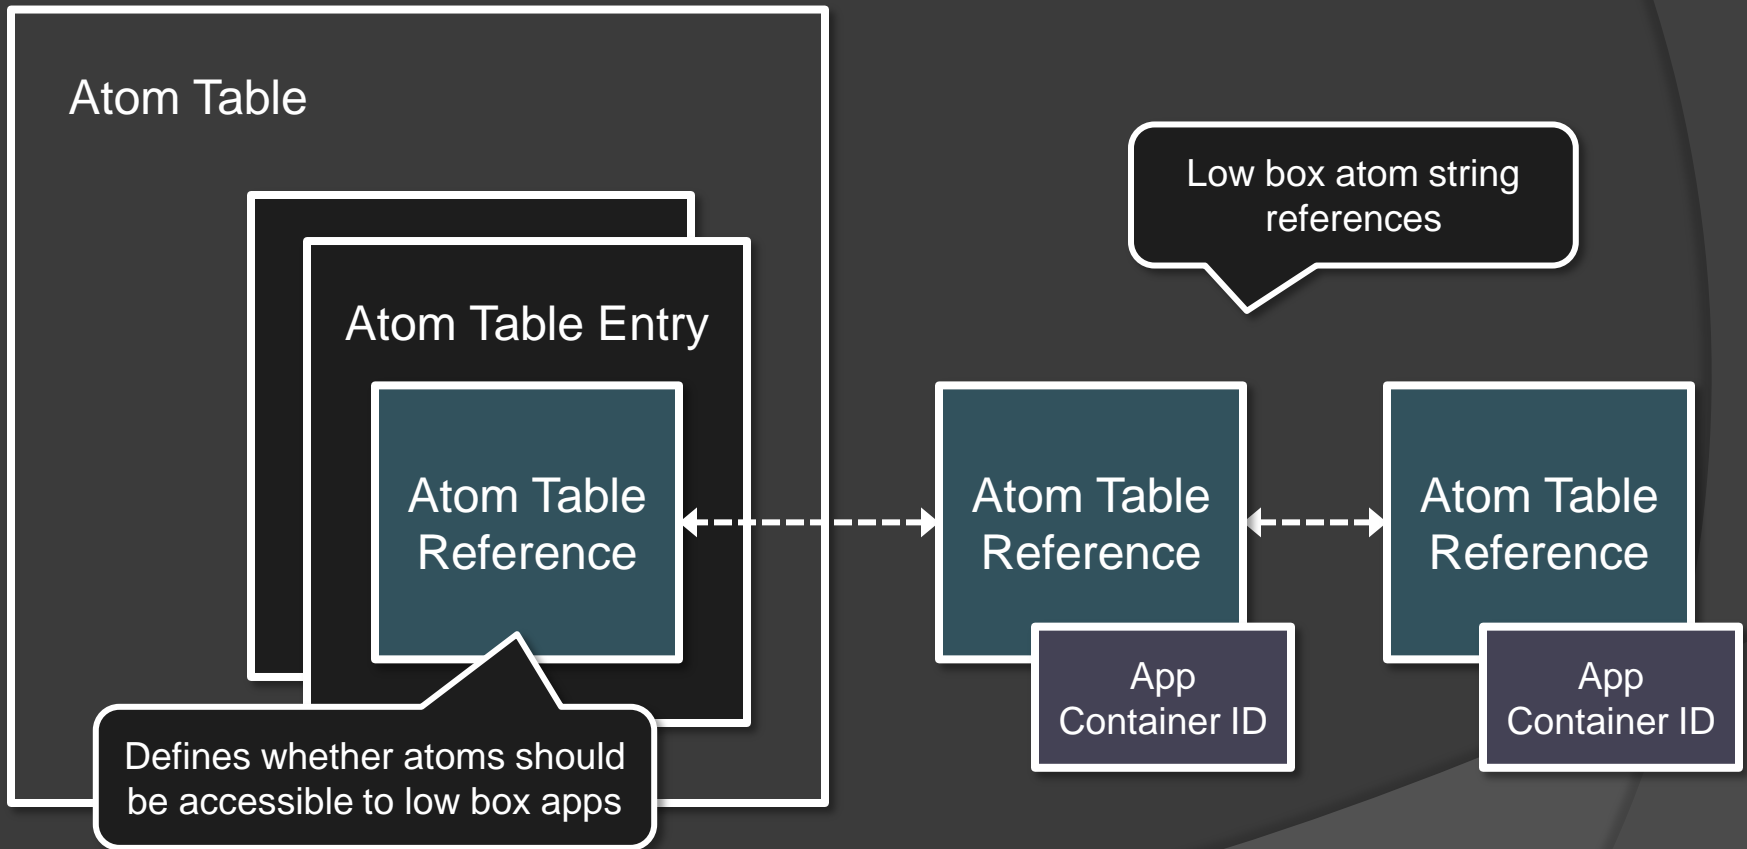 Atom Table
Low box atom string
references
Atom Table Entry
Atom Table
Reference
Atom Table
Reference
Atom Table
Reference
App
Container ID
App
Container ID
Defines whether atoms should
be accessible to low box apps